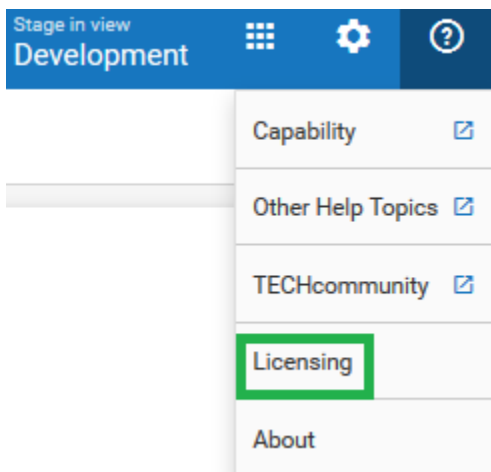 Stage in view
Development
Capability
Other Help Topics
TECHcommunity
Licensing
About